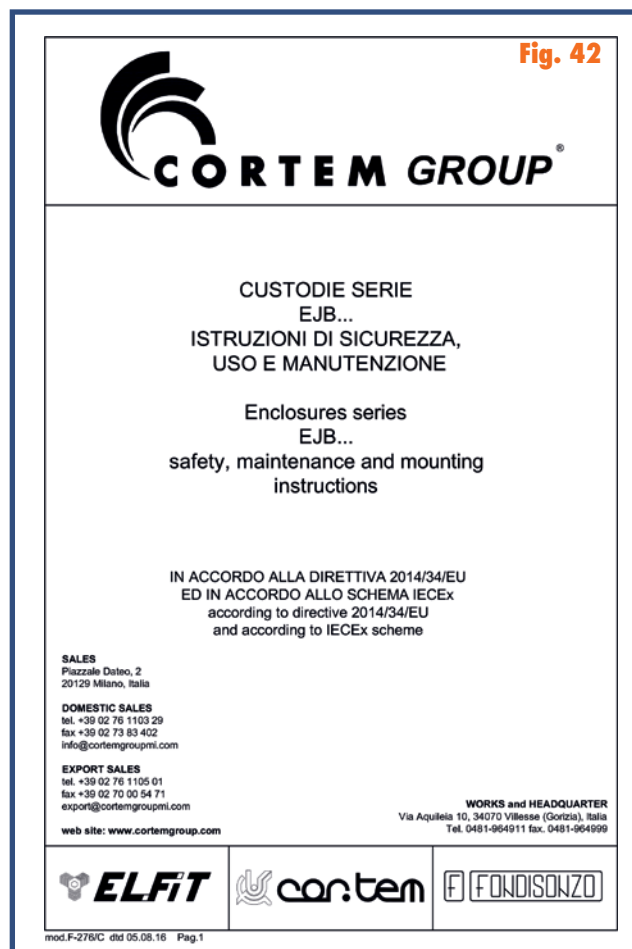 Fig. 42
CORTEM GROUP®
CUSTODIE SERIE
EJB...
ISTRUZIONI DI SICUREZZA,
USO E MANUTENZIONE
Enclosures series
EJB...
safety, maintenance and mounting
instructions
IN ACCORDO ALLA DIRETTIVA 2014/34/EU
ED IN ACCORDO ALLO SCHEMA IECEx
according to directive 2014/34/EU
and according to IECEx scheme
SALES
Piazzale Dateo, 2
20129 Milano, Italia
DOMESTIC SALES
tel. +39 02 76 1103 29
fax +39 02 73 83 402
info@cortemgroupmi.com
EXPORT SALES
tel. +39 02 76 1105 01
fax +39 02 70 00 54 71
export@cortemgroupmi.com
web site: www.cortemgroup.com
WORKS and HEADQUARTER
Via Aquileia 10, 34070 Villesse (Gorizia), Italia
Tel. 0481-964911 fax. 0481-964999
ELFIT
cor.tem
F FONDISONZO
mod.F-276/C dtd 05.08.16 Pag.1